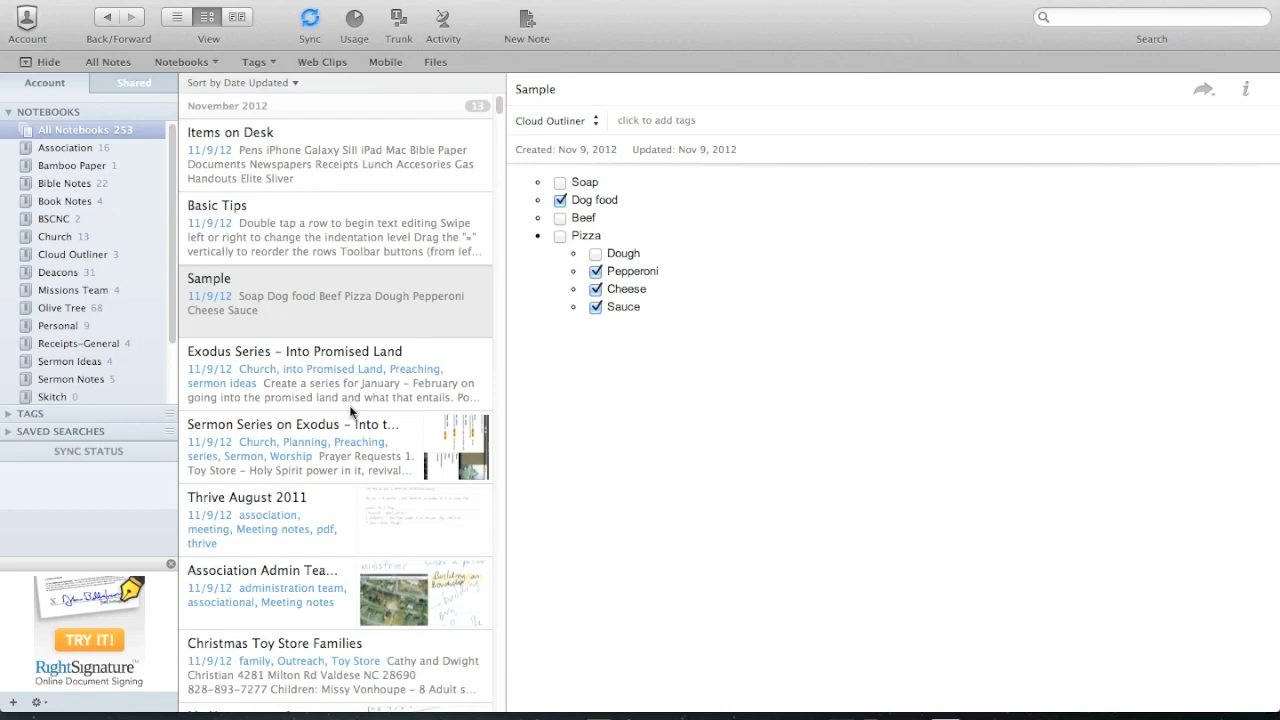 Account
Back/Forward
View
Sync
Usage
Trunk
Activity
New Note
Search
Hide
All Notes
Notebooks
Tags
Web Clips
Mobile
Files
Account
Shared
NOTEBOOKS
All Notebooks 253
Association 16
Bamboo Paper 1
Bible Notes 22
Book Notes 4
BSCNC 2
Church 13
Cloud Outliner 3
Deacons 31
Missions Team 4
Olive Tree 68
Personal 9
Receipts-General 4
Sermon Ideas 4
Sermon Notes 5
Skitch 0
TAGS
SAVED SEARCHES
SYNC STATUS
TRY IT!
RightSignature
Online Document Signing
Sort by Date Updated
November 2012 13
Items on Desk
11/9/12 Pens iPhone Galaxy SIII iPad Mac Bible Paper
Documents Newspapers Receipts Lunch Accesories Gas
Handouts Elite Sliver
Basic Tips
11/9/12 Double tap a row to begin text editing Swipe
left or right to change the indentation level Drag the "="
vertically to reorder the rows Toolbar buttons (from lef...
Sample
11/9/12 Soap Dog food Beef Pizza Dough Pepperoni
Cheese Sauce
Exodus Series – Into Promised Land
11/9/12 Church, into Promised Land, Preaching,
sermon ideas Create a series for January – February on
going into the promised land and what that entails. Po...
Sermon Series on Exodus – Into t...
11/9/12 Church, Planning, Preaching,
series, Sermon, Worship Prayer Requests 1.
Toy Store – Holy Spirit power in it, revival...
Thrive August 2011
11/9/12 association,
meeting, Meeting notes, pdf,
thrive
Association Admin Tea...
11/9/12 administration team,
associational, Meeting notes
Christmas Toy Store Families
11/9/12 family, Outreach, Toy Store Cathy and Dwight
Christian 4281 Milton Rd Valdese NC 28690
828-893-7277 Children: Missy Vonhoupe – 8 Adult s...
Sample
Cloud Outliner
click to add tags
Created: Nov 9, 2012 Updated: Nov 9, 2012
Soap
Dog food
Beef
Pizza
Dough
Pepperoni
Cheese
Sauce